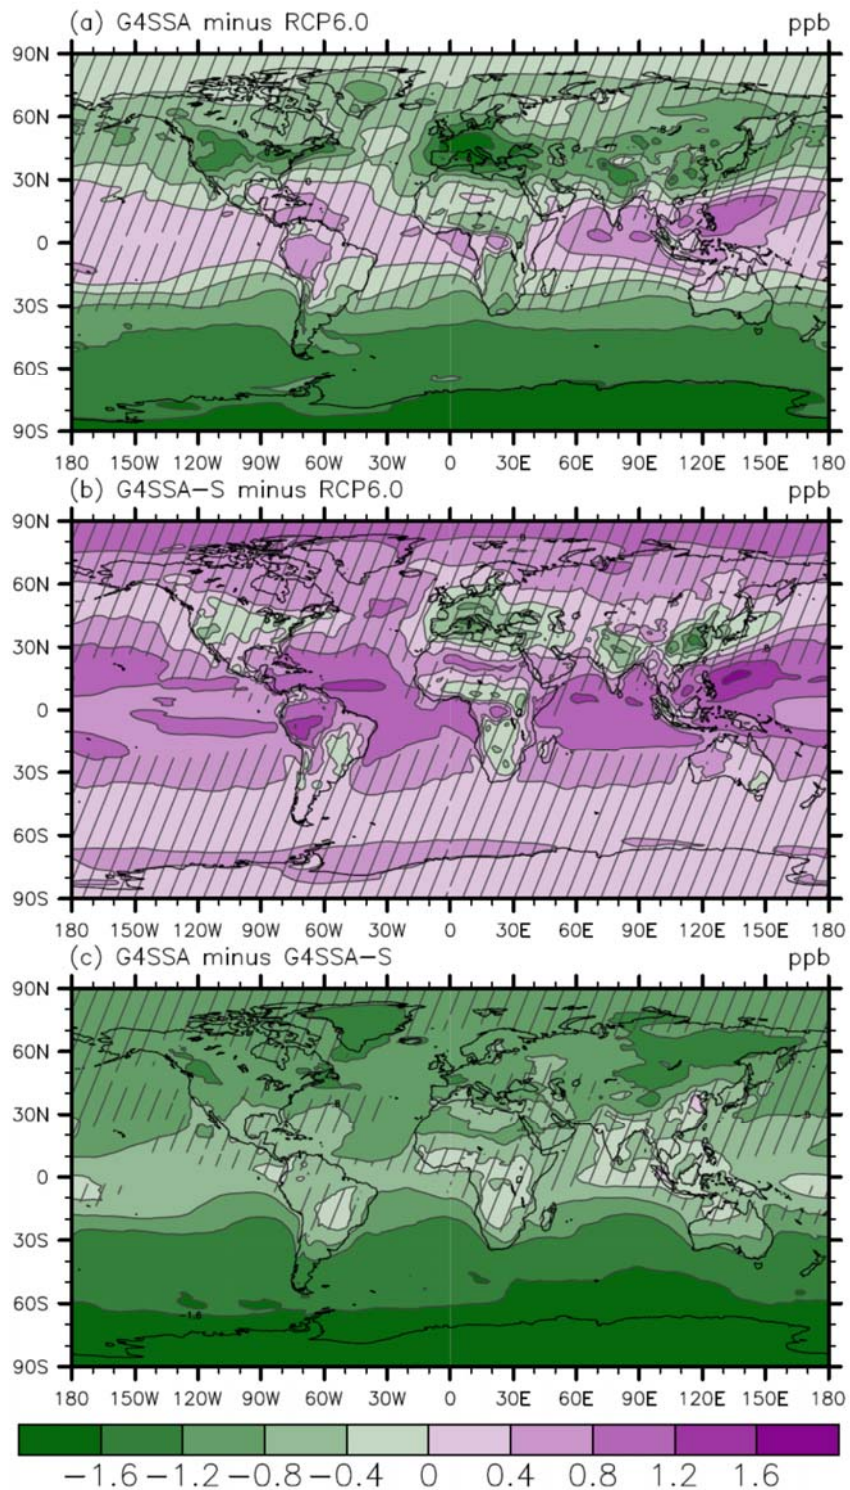 (a) G4SSA minus RCP6.0 ppb
90N
60N
30N
0
30S
60S
90S
180 150W 120W 90W 60W 30W 0 30E 60E 90E 120E 150E 180
(b) G4SSA−S minus RCP6.0 ppb
90N
60N
30N
0
30S
60S
90S
180 150W 120W 90W 60W 30W 0 30E 60E 90E 120E 150E 180
(c) G4SSA minus G4SSA−S ppb
90N
60N
30N
0
30S
60S
−1.6
90S
180 150W 120W 90W 60W 30W 0 30E 60E 90E 120E 150E 180
−1.6 −1.2 −0.8 −0.4 0 0.4 0.8 1.2 1.6